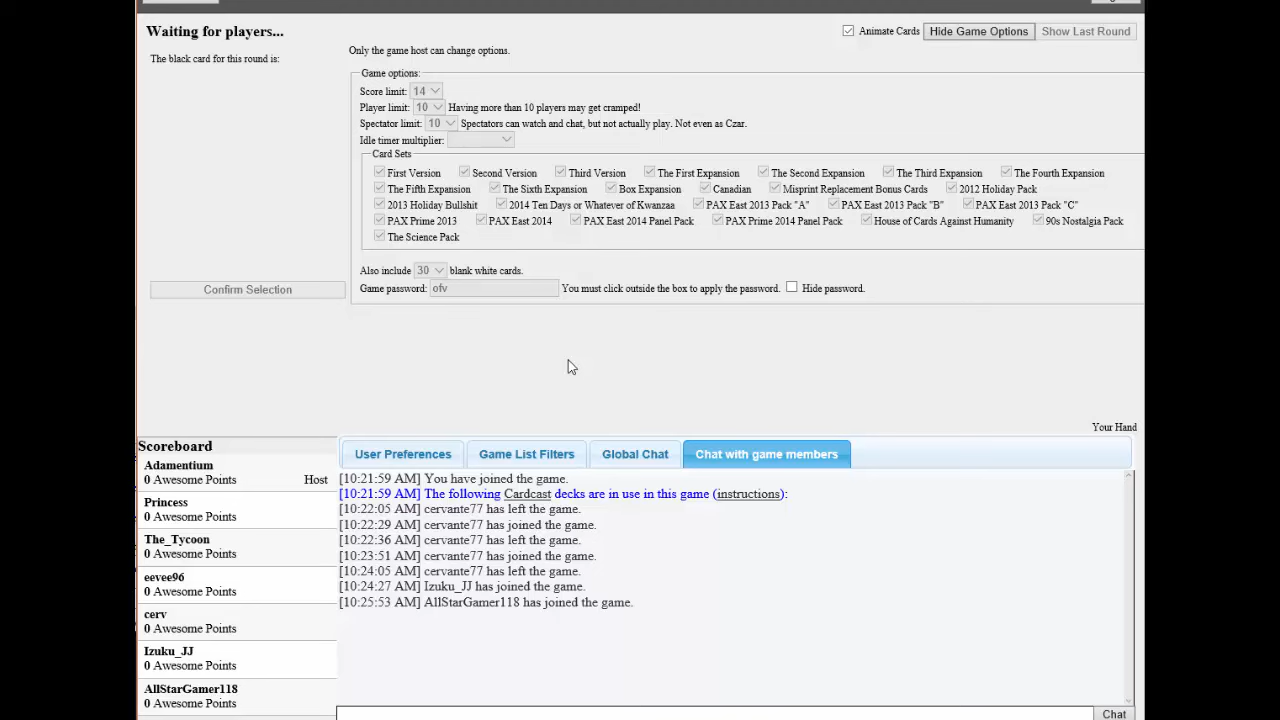 Waiting for players...
Animate Cards
Hide Game Options
Show Last Round
The black card for this round is:
Only the game host can change options.
Game options:
Score limit: 14
Player limit: 10 Having more than 10 players may get cramped!
Spectator limit: 10 Spectators can watch and chat, but not actually play. Not even as Czar.
Idle timer multiplier:
Card Sets
First Version Second Version Third Version The First Expansion The Second Expansion The Third Expansion The Fourth Expansion
The Fifth Expansion The Sixth Expansion Box Expansion Canadian Misprint Replacement Bonus Cards 2012 Holiday Pack
2013 Holiday Bullshit 2014 Ten Days or Whatever of Kwanzaa PAX East 2013 Pack "A" PAX East 2013 Pack "B" PAX East 2013 Pack "C"
PAX Prime 2013 PAX East 2014 PAX East 2014 Panel Pack PAX Prime 2014 Panel Pack House of Cards Against Humanity 90s Nostalgia Pack
The Science Pack
Also include 30 blank white cards.
Game password: ofv You must click outside the box to apply the password. Hide password.
Confirm Selection
Your Hand
Scoreboard
Adamentium
0 Awesome Points Host
Princess
0 Awesome Points
The_Tycoon
0 Awesome Points
eevee96
0 Awesome Points
cerv
0 Awesome Points
Izuku_JJ
0 Awesome Points
AllStarGamer118
0 Awesome Points
User Preferences
Game List Filters
Global Chat
Chat with game members
[10:21:59 AM] You have joined the game.
[10:21:59 AM] The following Cardcast decks are in use in this game (instructions):
[10:22:05 AM] cervante77 has left the game.
[10:22:29 AM] cervante77 has joined the game.
[10:22:36 AM] cervante77 has left the game.
[10:23:51 AM] cervante77 has joined the game.
[10:24:05 AM] cervante77 has left the game.
[10:24:27 AM] Izuku_JJ has joined the game.
[10:25:53 AM] AllStarGamer118 has joined the game.
Chat